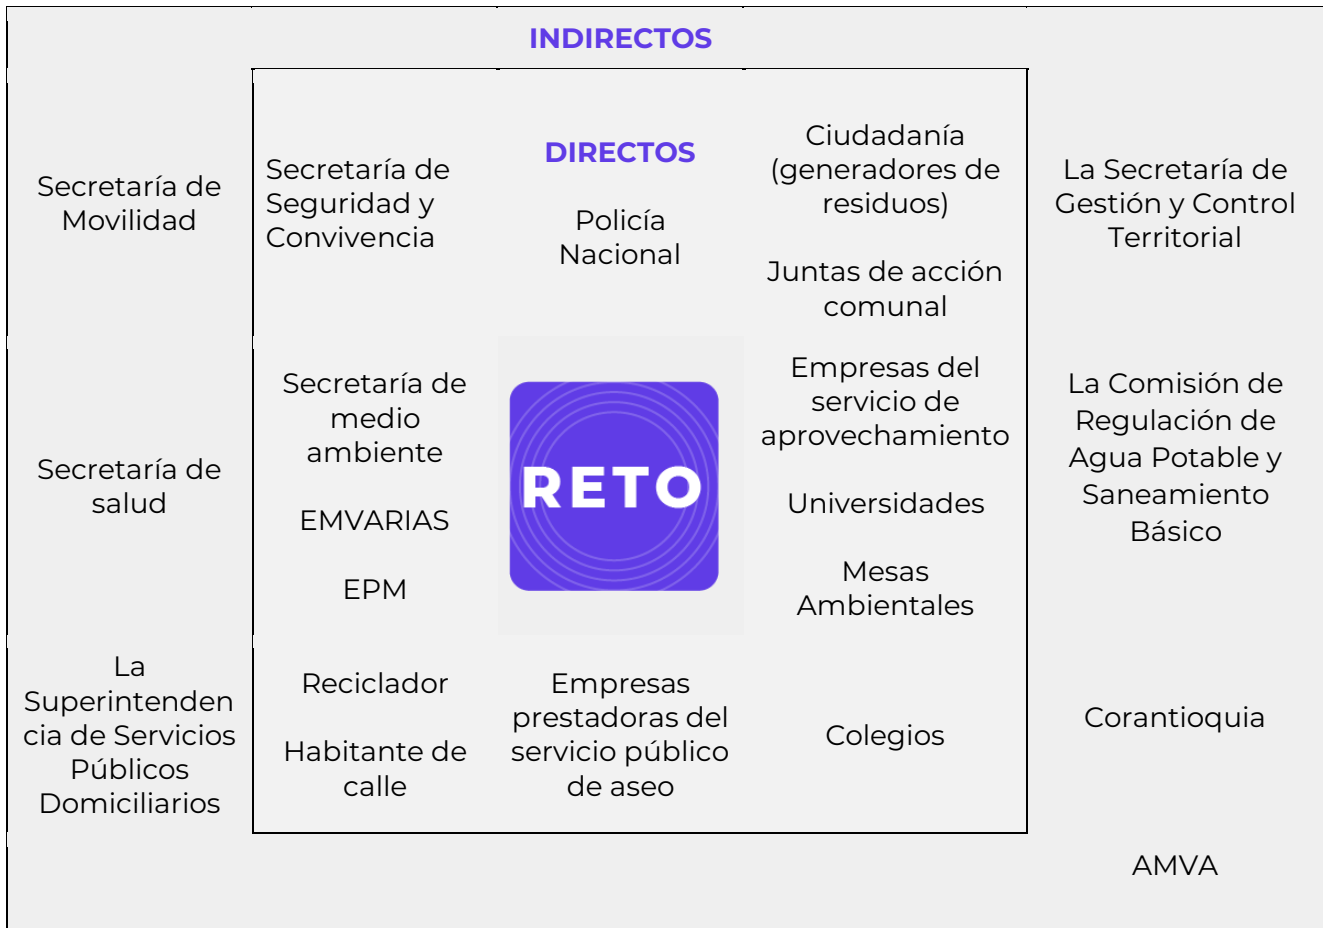 INDIRECTOS
Secretaría de
Movilidad
Secretaría de
Seguridad y
Convivencia
DIRECTOS
Policía
Nacional
Ciudadanía
(generadores de
residuos)
Juntas de acción
comunal
La Secretaría de
Gestión y Control
Territorial
Secretaría de
salud
Secretaría de
medio
ambiente
EMVARIAS
EPM
RETO
Empresas del
servicio de
aprovechamiento
Universidades
Mesas
Ambientales
La Comisión de
Regulación de
Agua Potable y
Saneamiento
Básico
La
Superintenden
cia de Servicios
Públicos
Domiciliarios
Reciclador
Habitante de
calle
Empresas
prestadoras del
servicio público
de aseo
Colegios
Corantioquia
AMVA